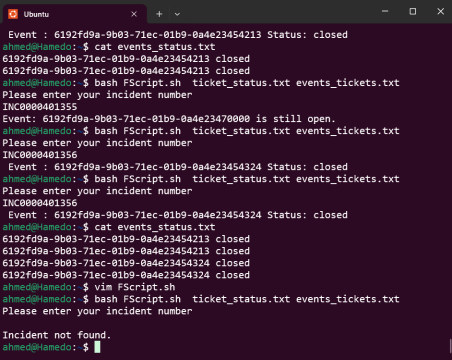 Ubuntu
 Event : 6192fd9a-9b03-71ec-01b9-0a4e23454213 Status: closed
ahmed@Hamedo:~$ cat events_status.txt
6192fd9a-9b03-71ec-01b9-0a4e23454213 closed
6192fd9a-9b03-71ec-01b9-0a4e23454213 closed
ahmed@Hamedo:~$ bash FScript.sh  ticket_status.txt events_tickets.txt
Please enter your incident number
INC0000401355
Event: 6192fd9a-9b03-71ec-01b9-0a4e23470000 is still open.
ahmed@Hamedo:~$ bash FScript.sh  ticket_status.txt events_tickets.txt
Please enter your incident number
INC0000401356
 Event : 6192fd9a-9b03-71ec-01b9-0a4e23454324 Status: closed
ahmed@Hamedo:~$ bash FScript.sh  ticket_status.txt events_tickets.txt
Please enter your incident number
INC0000401356
 Event : 6192fd9a-9b03-71ec-01b9-0a4e23454324 Status: closed
ahmed@Hamedo:~$ cat events_status.txt
6192fd9a-9b03-71ec-01b9-0a4e23454213 closed
6192fd9a-9b03-71ec-01b9-0a4e23454213 closed
6192fd9a-9b03-71ec-01b9-0a4e23454324 closed
6192fd9a-9b03-71ec-01b9-0a4e23454324 closed
ahmed@Hamedo:~$ vim FScript.sh
ahmed@Hamedo:~$ bash FScript.sh  ticket_status.txt events_tickets.txt
Please enter your incident number

Incident not found.
ahmed@Hamedo:~$